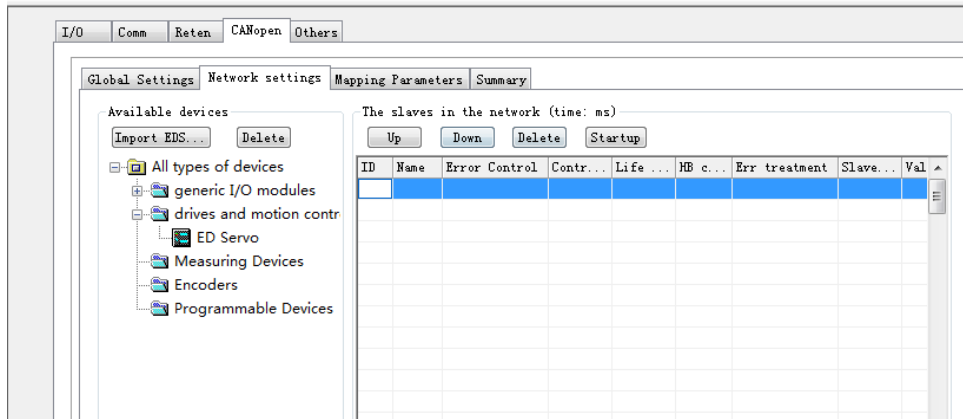 I/O Comm Reten CANopen Others
Global Settings Network settings Mapping Parameters Summary
Available devices
Import EDS... Delete
All types of devices
generic I/O modules
drives and motion contr
ED Servo
Measuring Devices
Encoders
Programmable Devices
The slaves in the network (time: ms)
Up Down Delete Startup
ID Name Error Control Contr... Life ... HB c... Err treatment Slave... Val